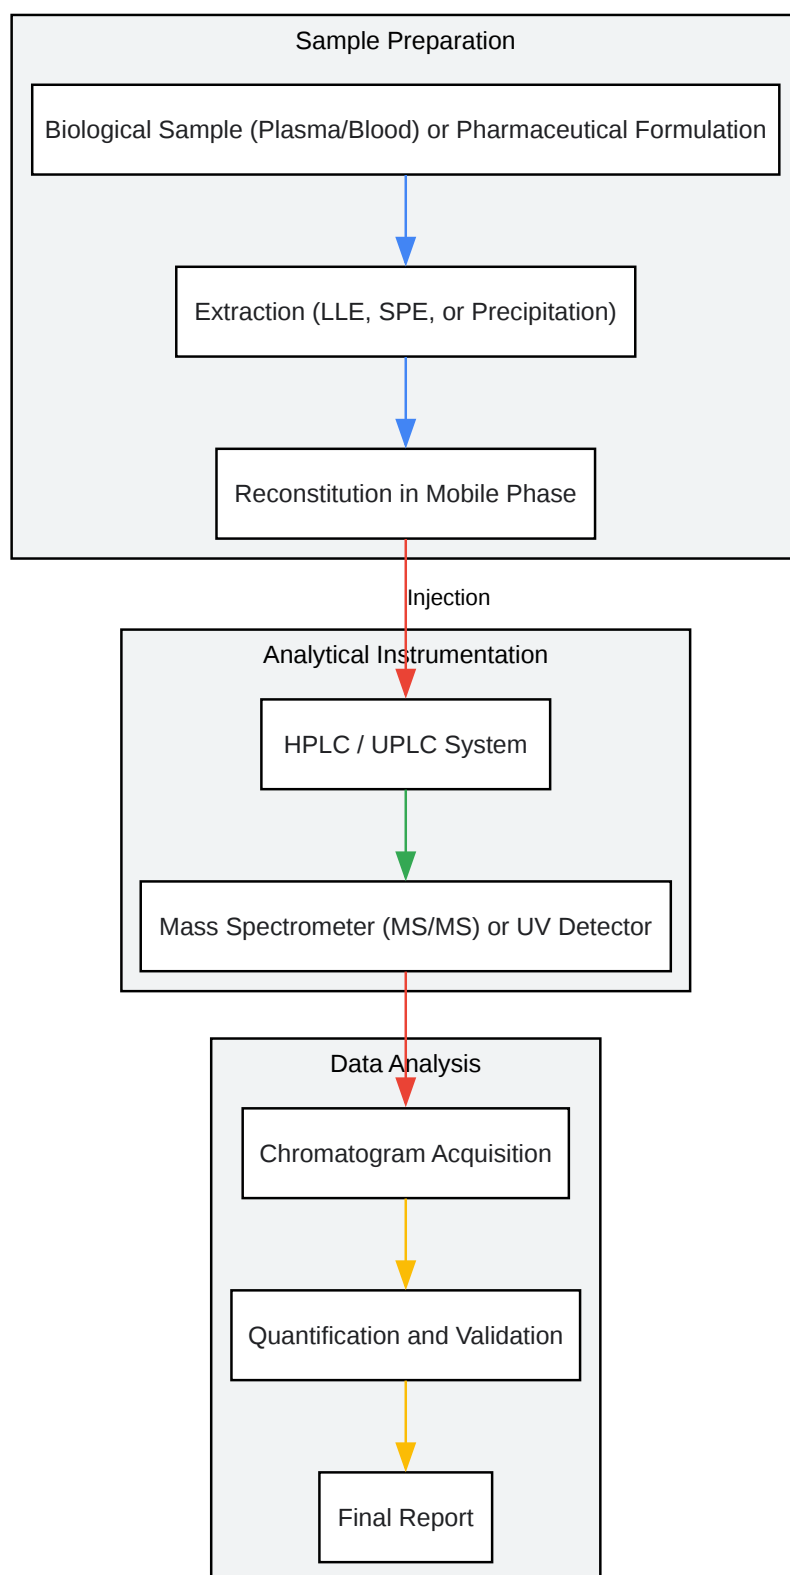 Sample Preparation
Biological Sample (Plasma/Blood) or Pharmaceutical Formulation
Extraction (LLE, SPE, or Precipitation)
Reconstitution in Mobile Phase
Injection
Analytical Instrumentation
HPLC / UPLC System
Mass Spectrometer (MS/MS) or UV Detector
Data Analysis
Chromatogram Acquisition
Quantification and Validation
Final Report